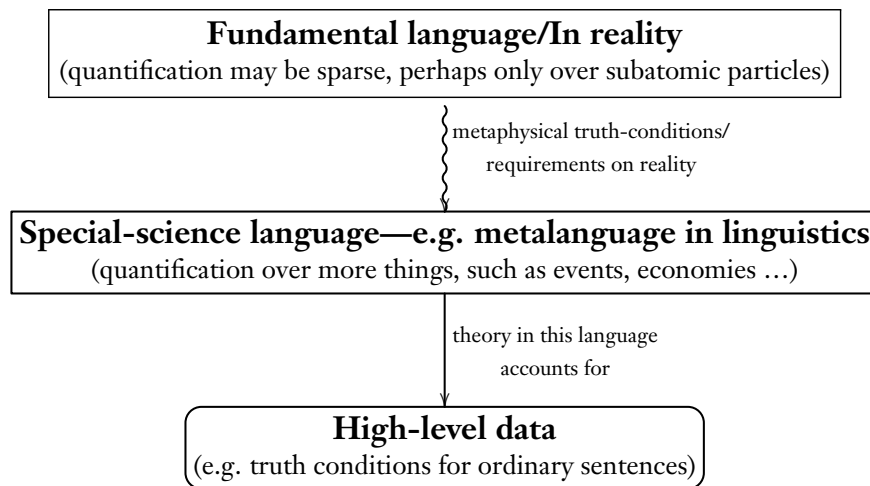 Fundamental language/In reality
(quantification may be sparse, perhaps only over subatomic particles)
metaphysical truth-conditions/
requirements on reality
Special-science language—e.g. metalanguage in linguistics
(quantification over more things, such as events, economies …)
theory in this language
accounts for
High-level data
(e.g. truth conditions for ordinary sentences)